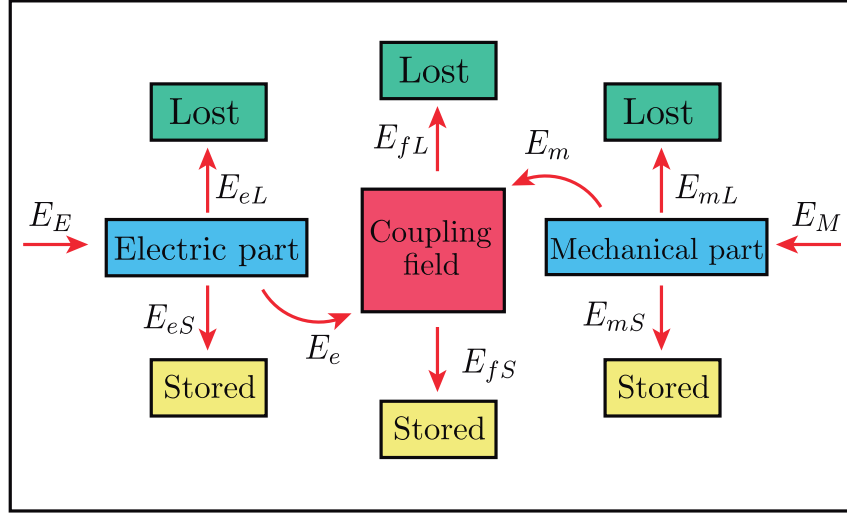 Lost
Lost
Lost
E_{fL}
E_m
E_{eL}
E_{mL}
E_E
Electric part
Coupling
field
Mechanical part
E_M
E_{eS}
E_e
E_{fS}
E_{mS}
Stored
Stored
Stored